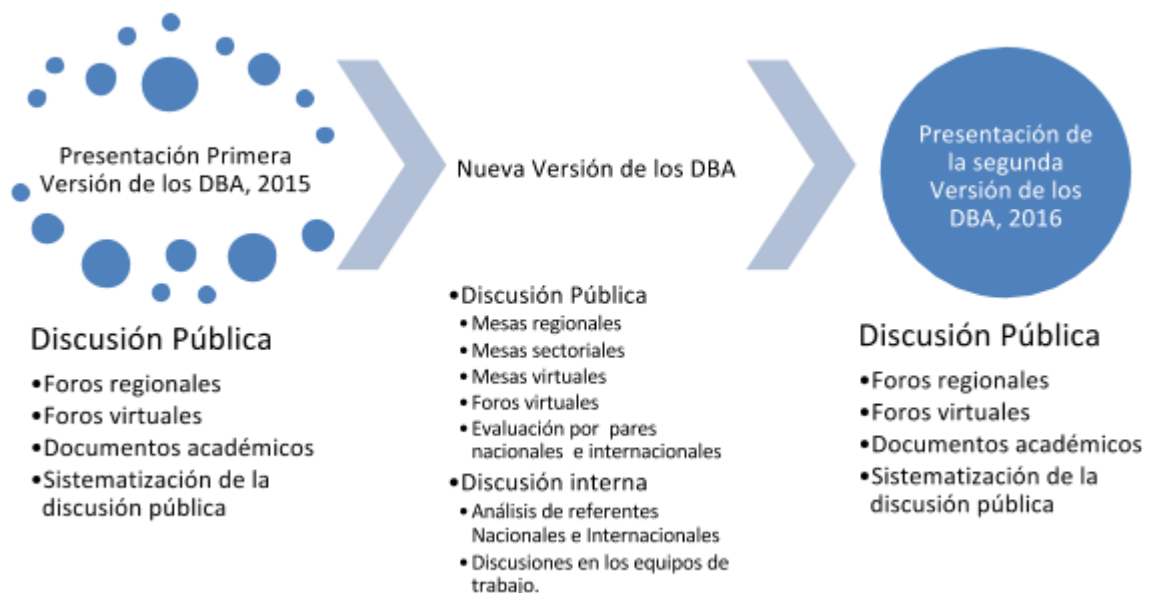 Presentación Primera
Versión de los DBA, 2015
Discusión Pública
•Foros regionales
•Foros virtuales
•Documentos académicos
•Sistematización de la
discusión pública
Nueva Versión de los DBA
•Discusión Pública
•Mesas regionales
•Mesas sectoriales
•Mesas virtuales
•Foros virtuales
•Evaluación por pares
nacionales e internacionales
•Discusión interna
•Análisis de referentes
Nacionales e Internacionales
•Discusiones en los equipos de
trabajo.
Presentación de
la segunda
Versión de los
DBA, 2016
Discusión Pública
•Foros regionales
•Foros virtuales
•Documentos académicos
•Sistematización de la
discusión pública